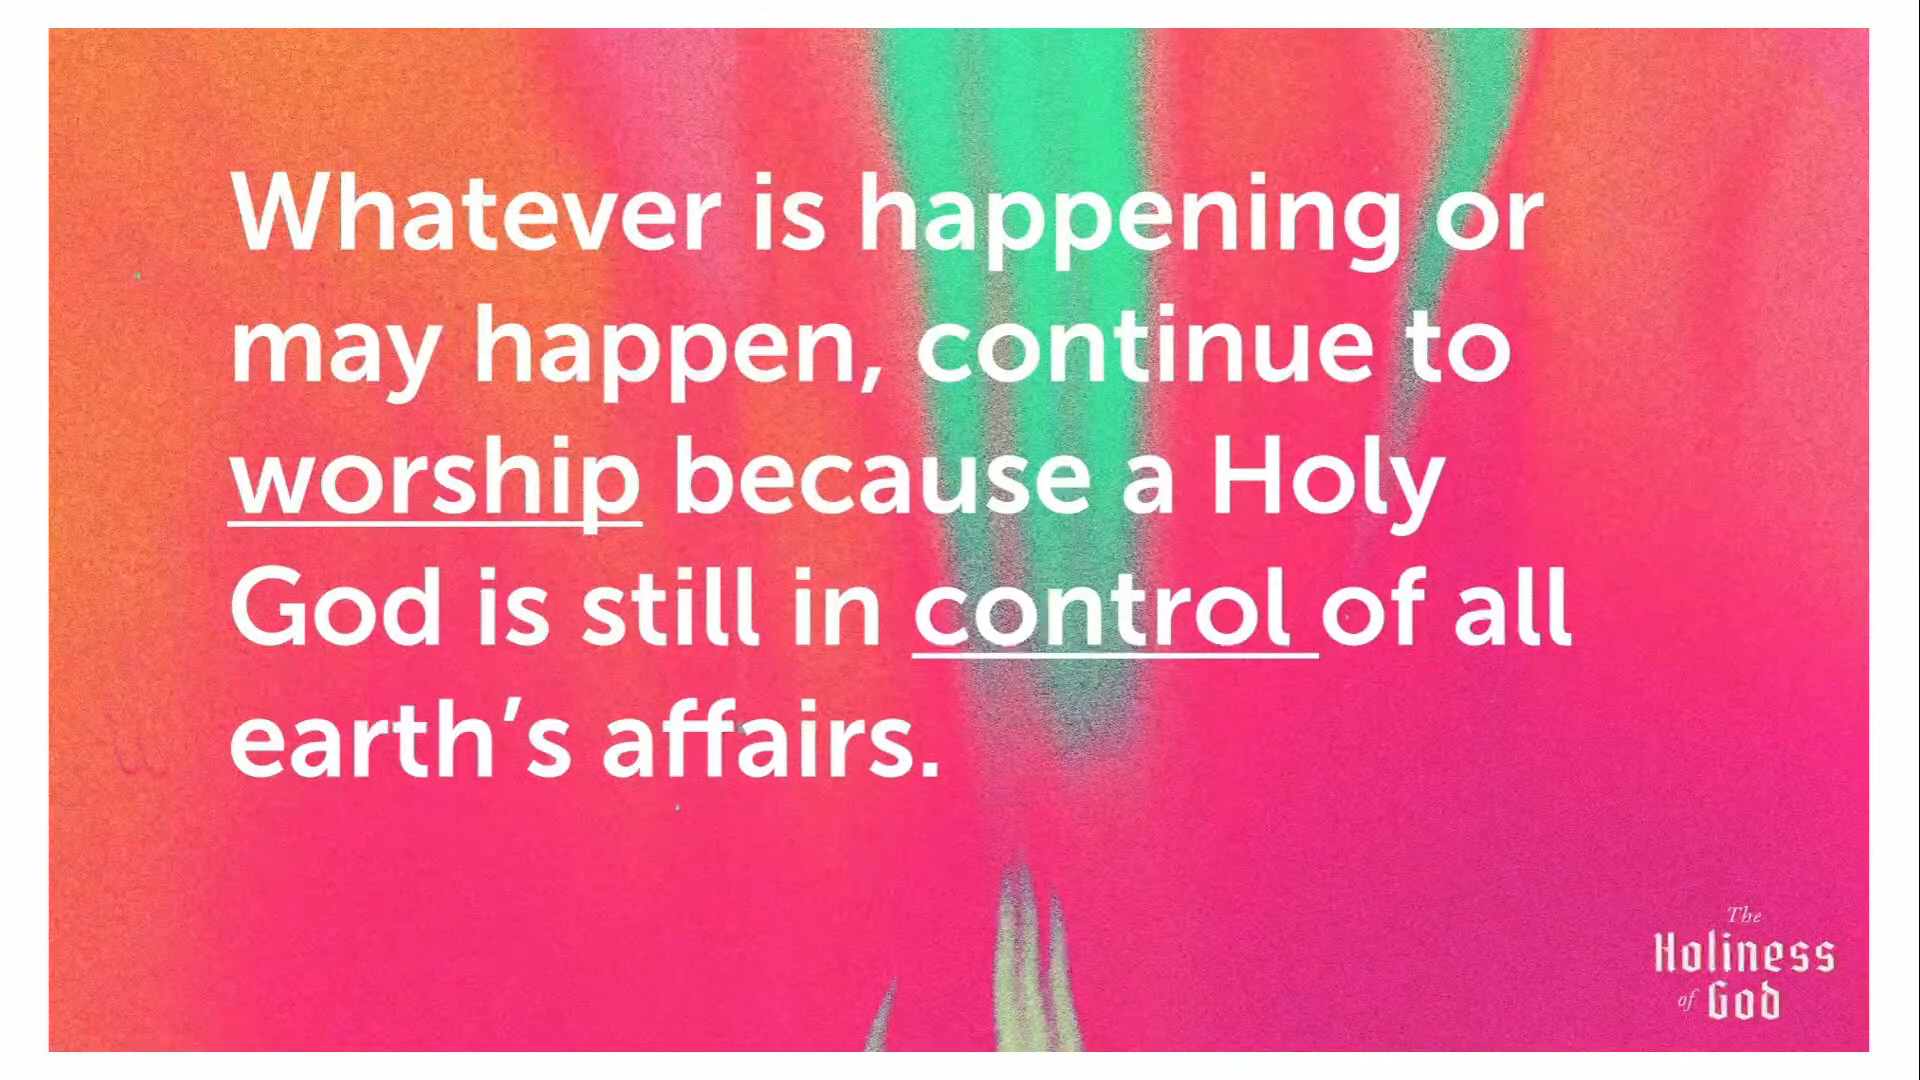 Whatever is happening or
may happen, continue to
worship because a Holy
God is still in control of all
earth’s affairs.
The
Holiness
of God